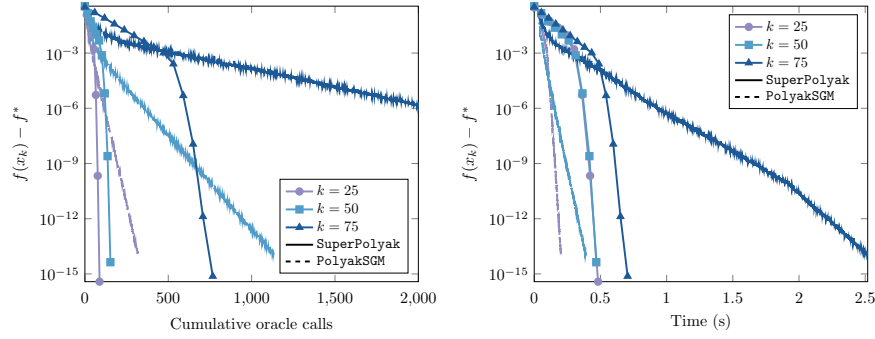 10⁻³
10⁻⁶
10⁻⁹
10⁻¹²
10⁻¹⁵
f(xₖ) − f*
0
500
1,000
1,500
2,000
Cumulative oracle calls
k = 25
k = 50
k = 75
SuperPolyak
PolyakSGM
10⁻³
10⁻⁶
10⁻⁹
10⁻¹²
10⁻¹⁵
f(xₖ) − f*
0
0.5
1
1.5
2
2.5
Time (s)
k = 25
k = 50
k = 75
SuperPolyak
PolyakSGM